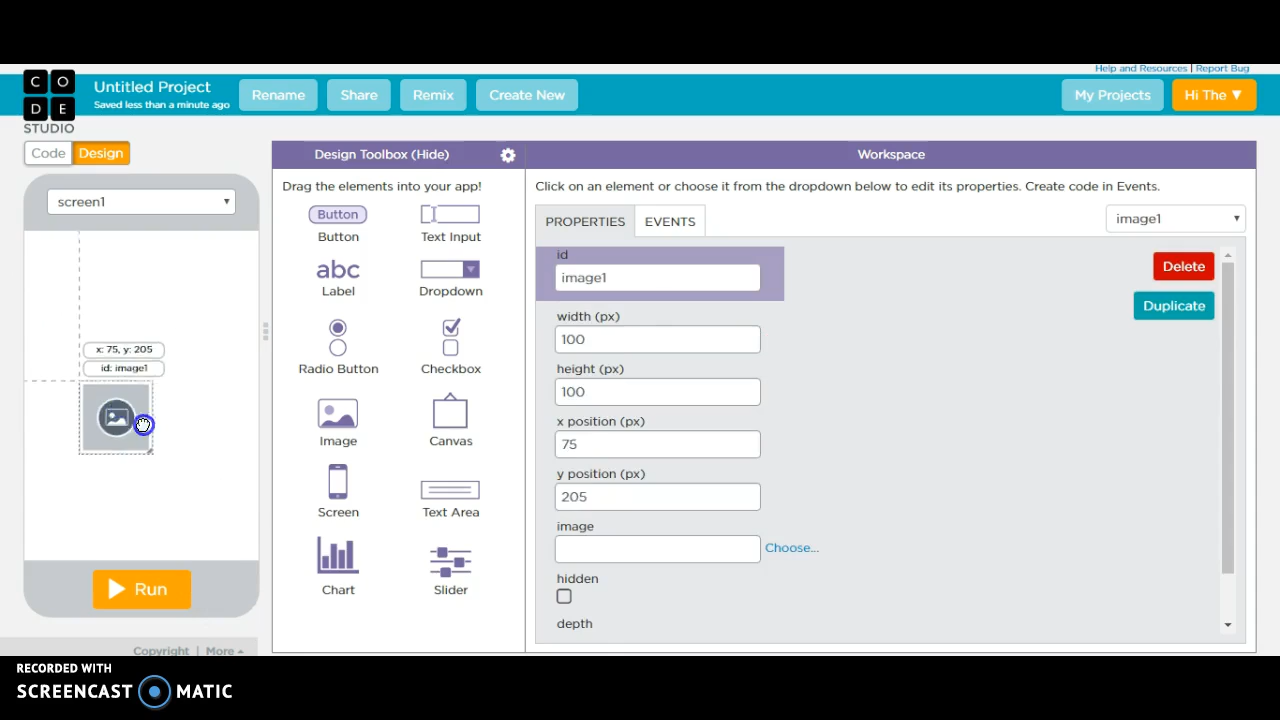 Help and Resources | Report Bug
CODE
STUDIO
Untitled Project
Saved less than a minute ago
Rename
Share
Remix
Create New
My Projects
Hi The ▼
Code
Design
Design Toolbox (Hide)
Workspace
screen1
x: 75, y: 205
id: image1
Run
Copyright | More
Drag the elements into your app!
Button
Button
Text Input
abc
Label
Dropdown
Radio Button
Checkbox
Image
Canvas
Screen
Text Area
Chart
Slider
Click on an element or choose it from the dropdown below to edit its properties. Create code in Events.
PROPERTIES
EVENTS
image1
id
image1
Delete
Duplicate
width (px)
100
height (px)
100
x position (px)
75
y position (px)
205
image
Choose...
hidden
depth
RECORDED WITH
SCREENCAST MATIC